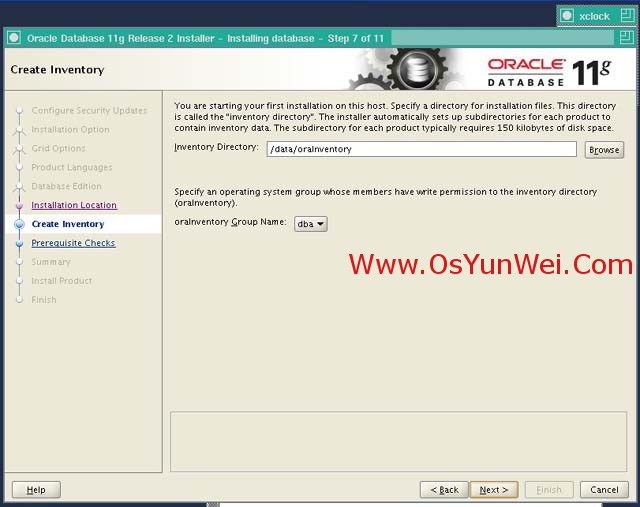 xclock
Oracle Database 11g Release 2 Installer - Installing database - Step 7 of 11
Create Inventory
ORACLE
DATABASE
11g
Configure Security Updates
Installation Option
Grid Options
Product Languages
Database Edition
Installation Location
Create Inventory
Prerequisite Checks
Summary
Install Product
Finish
You are starting your first installation on this host. Specify a directory for installation files. This directory
is called the "inventory directory". The installer automatically sets up subdirectories for each product to
contain inventory data. The subdirectory for each product typically requires 150 kilobytes of disk space.
Inventory Directory: /data/oraInventory Browse
Specify an operating system group whose members have write permission to the inventory directory
(oraInventory).
oraInventory Group Name: dba
Www.OsYunWei.Com
Help < Back Next > Finish Cancel